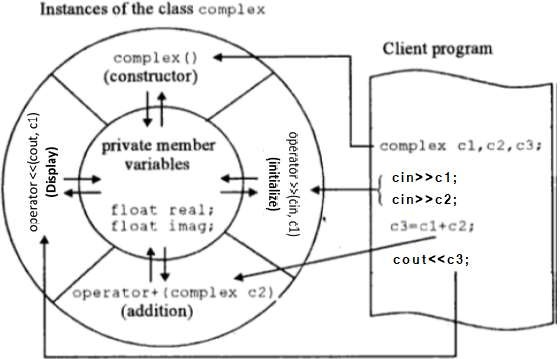 Instances of the class complex
Client program
complex()
(constructor)
operator <<(cout, c1)
(Display)
private member
variables
float real;
float imag;
operator >>(cin, c1)
(initialize)
operator+(complex c2)
(addition)
complex c1,c2,c3;
cin>>c1;
cin>>c2;
c3=c1+c2;
cout<<c3;